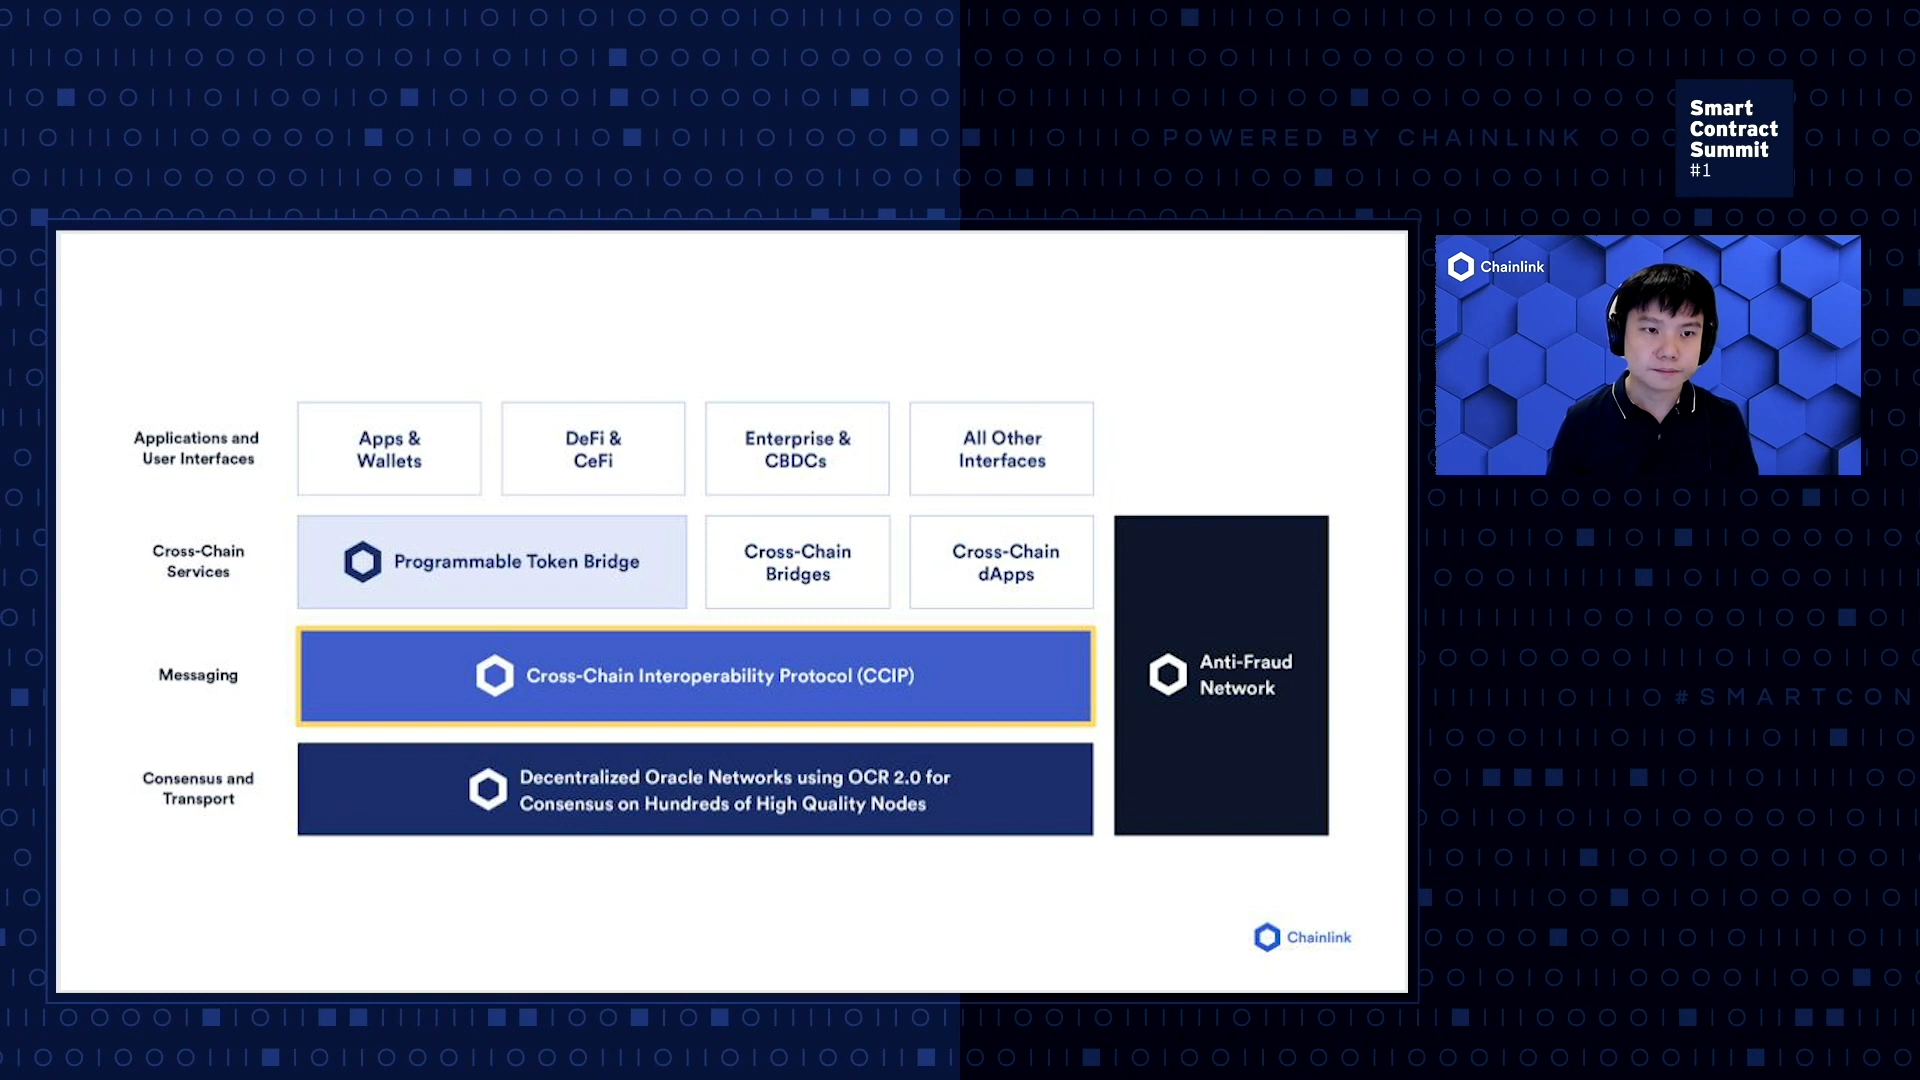 POWERED BY CHAINLINK
Smart
Contract
Summit
#1
Chainlink
Applications and
User Interfaces
Apps &
Wallets
DeFi &
CeFi
Enterprise &
CBDCs
All Other
Interfaces
Cross-Chain
Services
Programmable Token Bridge
Cross-Chain
Bridges
Cross-Chain
dApps
Messaging
Cross-Chain Interoperability Protocol (CCIP)
Anti-Fraud
Network
#SMARTCON
Consensus and
Transport
Decentralized Oracle Networks using OCR 2.0 for
Consensus on Hundreds of High Quality Nodes
Chainlink